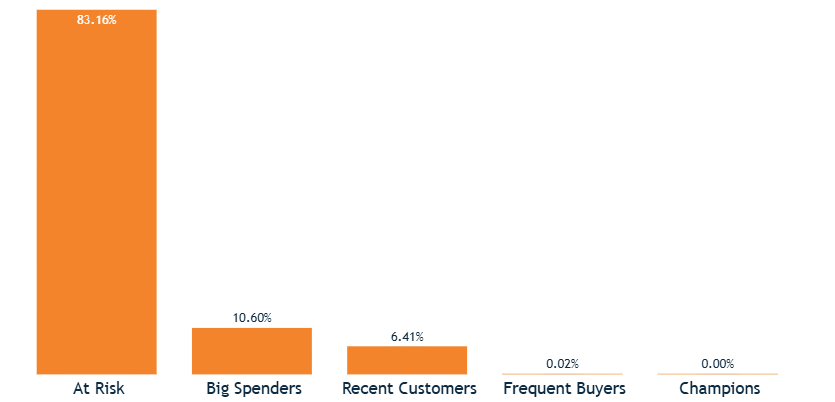 83.16%
10.60%
6.41%
0.02%
0.00%
At Risk
Big Spenders
Recent Customers
Frequent Buyers
Champions